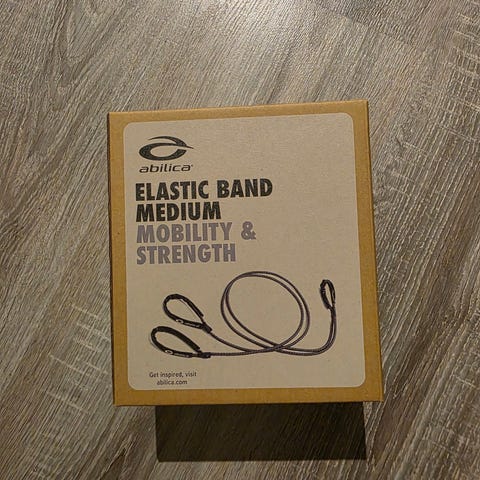 abilica
ELASTIC BAND
MEDIUM
MOBILITY &
STRENGTH
Get inspired, visit
abilica.com